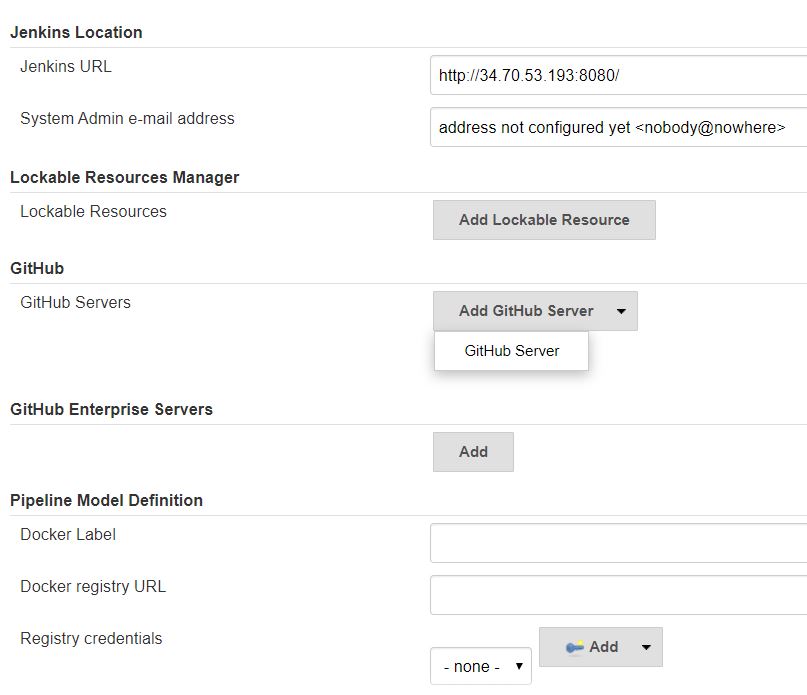 Jenkins Location
Jenkins URL
http://34.70.53.193:8080/
System Admin e-mail address
address not configured yet <nobody@nowhere>
Lockable Resources Manager
Lockable Resources
Add Lockable Resource
GitHub
GitHub Servers
Add GitHub Server
GitHub Server
GitHub Enterprise Servers
Add
Pipeline Model Definition
Docker Label
Docker registry URL
Registry credentials
- none -
Add